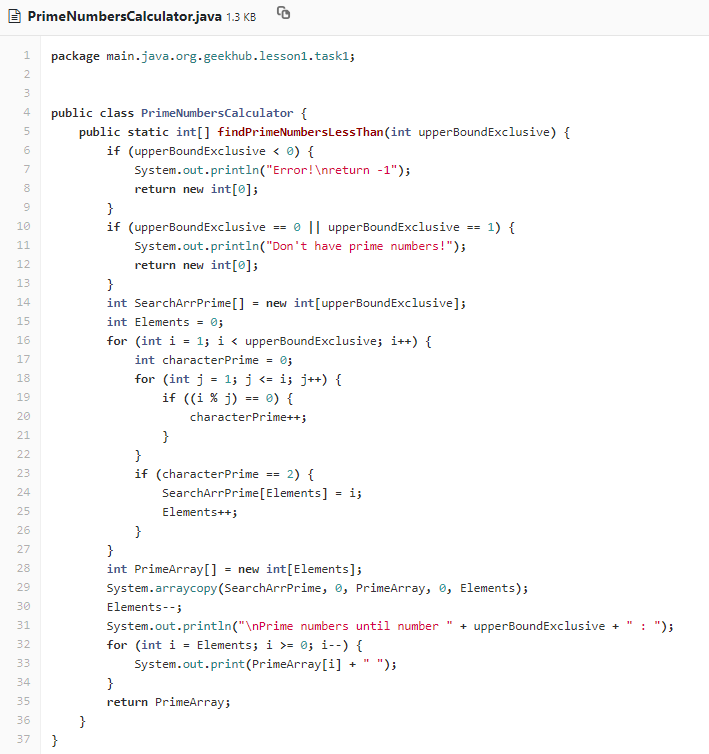 PrimeNumbersCalculator.java 1.3 KB
1 package main.java.org.geekhub.lesson1.task1;
2
3
4 public class PrimeNumbersCalculator {
5     public static int[] findPrimeNumbersLessThan(int upperBoundExclusive) {
6         if (upperBoundExclusive < 0) {
7             System.out.println("Error!\nreturn -1");
8             return new int[0];
9         }
10         if (upperBoundExclusive == 0 || upperBoundExclusive == 1) {
11             System.out.println("Don't have prime numbers!");
12             return new int[0];
13         }
14         int SearchArrPrime[] = new int[upperBoundExclusive];
15         int Elements = 0;
16         for (int i = 1; i < upperBoundExclusive; i++) {
17             int characterPrime = 0;
18             for (int j = 1; j <= i; j++) {
19                 if ((i % j) == 0) {
20                     characterPrime++;
21                 }
22             }
23             if (characterPrime == 2) {
24                 SearchArrPrime[Elements] = i;
25                 Elements++;
26             }
27         }
28         int PrimeArray[] = new int[Elements];
29         System.arraycopy(SearchArrPrime, 0, PrimeArray, 0, Elements);
30         Elements--;
31         System.out.println("\nPrime numbers until number " + upperBoundExclusive + " : ");
32         for (int i = Elements; i >= 0; i--) {
33             System.out.print(PrimeArray[i] + " ");
34         }
35         return PrimeArray;
36     }
37 }